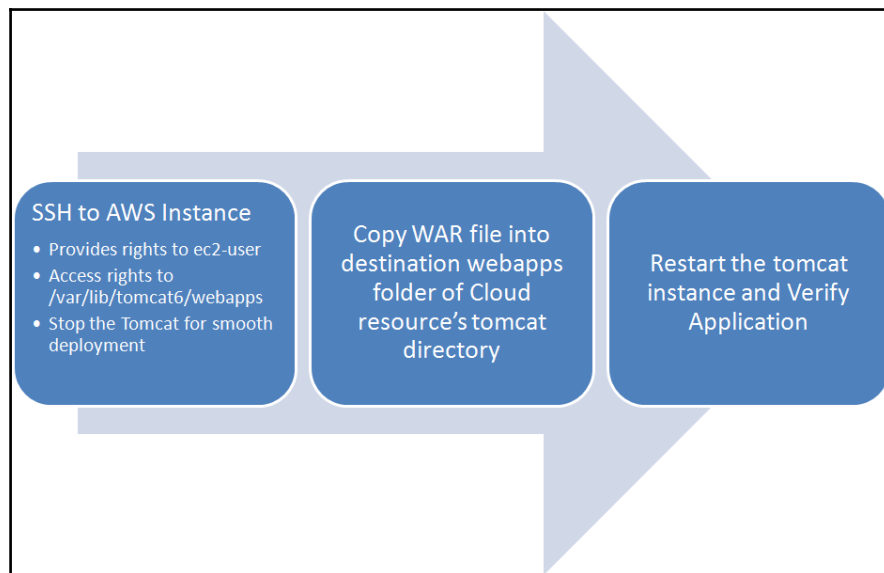 SSH to AWS Instance
• Provides rights to ec2-user
• Access rights to
/var/lib/tomcat6/webapps
• Stop the Tomcat for smooth
deployment
Copy WAR file into
destination webapps
folder of Cloud
resource's tomcat
directory
Restart the tomcat
instance and Verify
Application